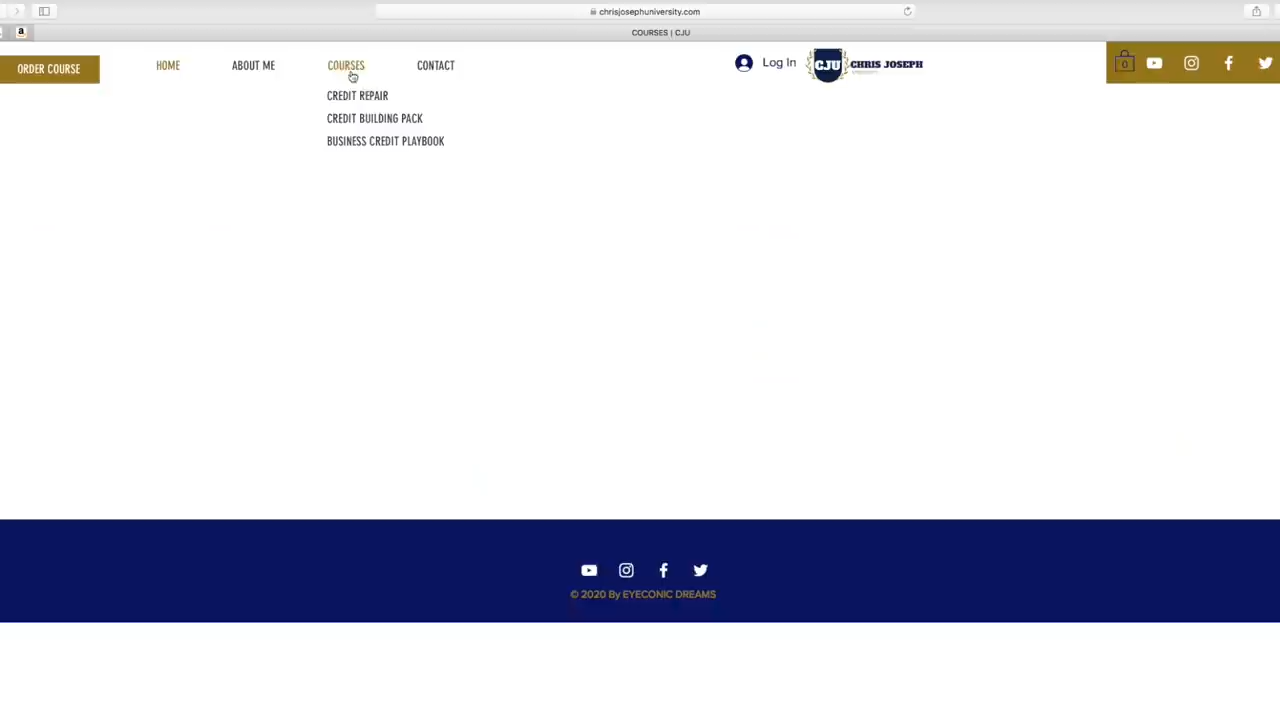 chrisjosephuniversity.com
a
COURSES | CJU
ORDER COURSE
HOME
ABOUT ME
COURSES
CONTACT
Log In
CJU
CHRIS JOSEPH
0
CREDIT REPAIR
CREDIT BUILDING PACK
BUSINESS CREDIT PLAYBOOK
© 2020 By EYECONIC DREAMS